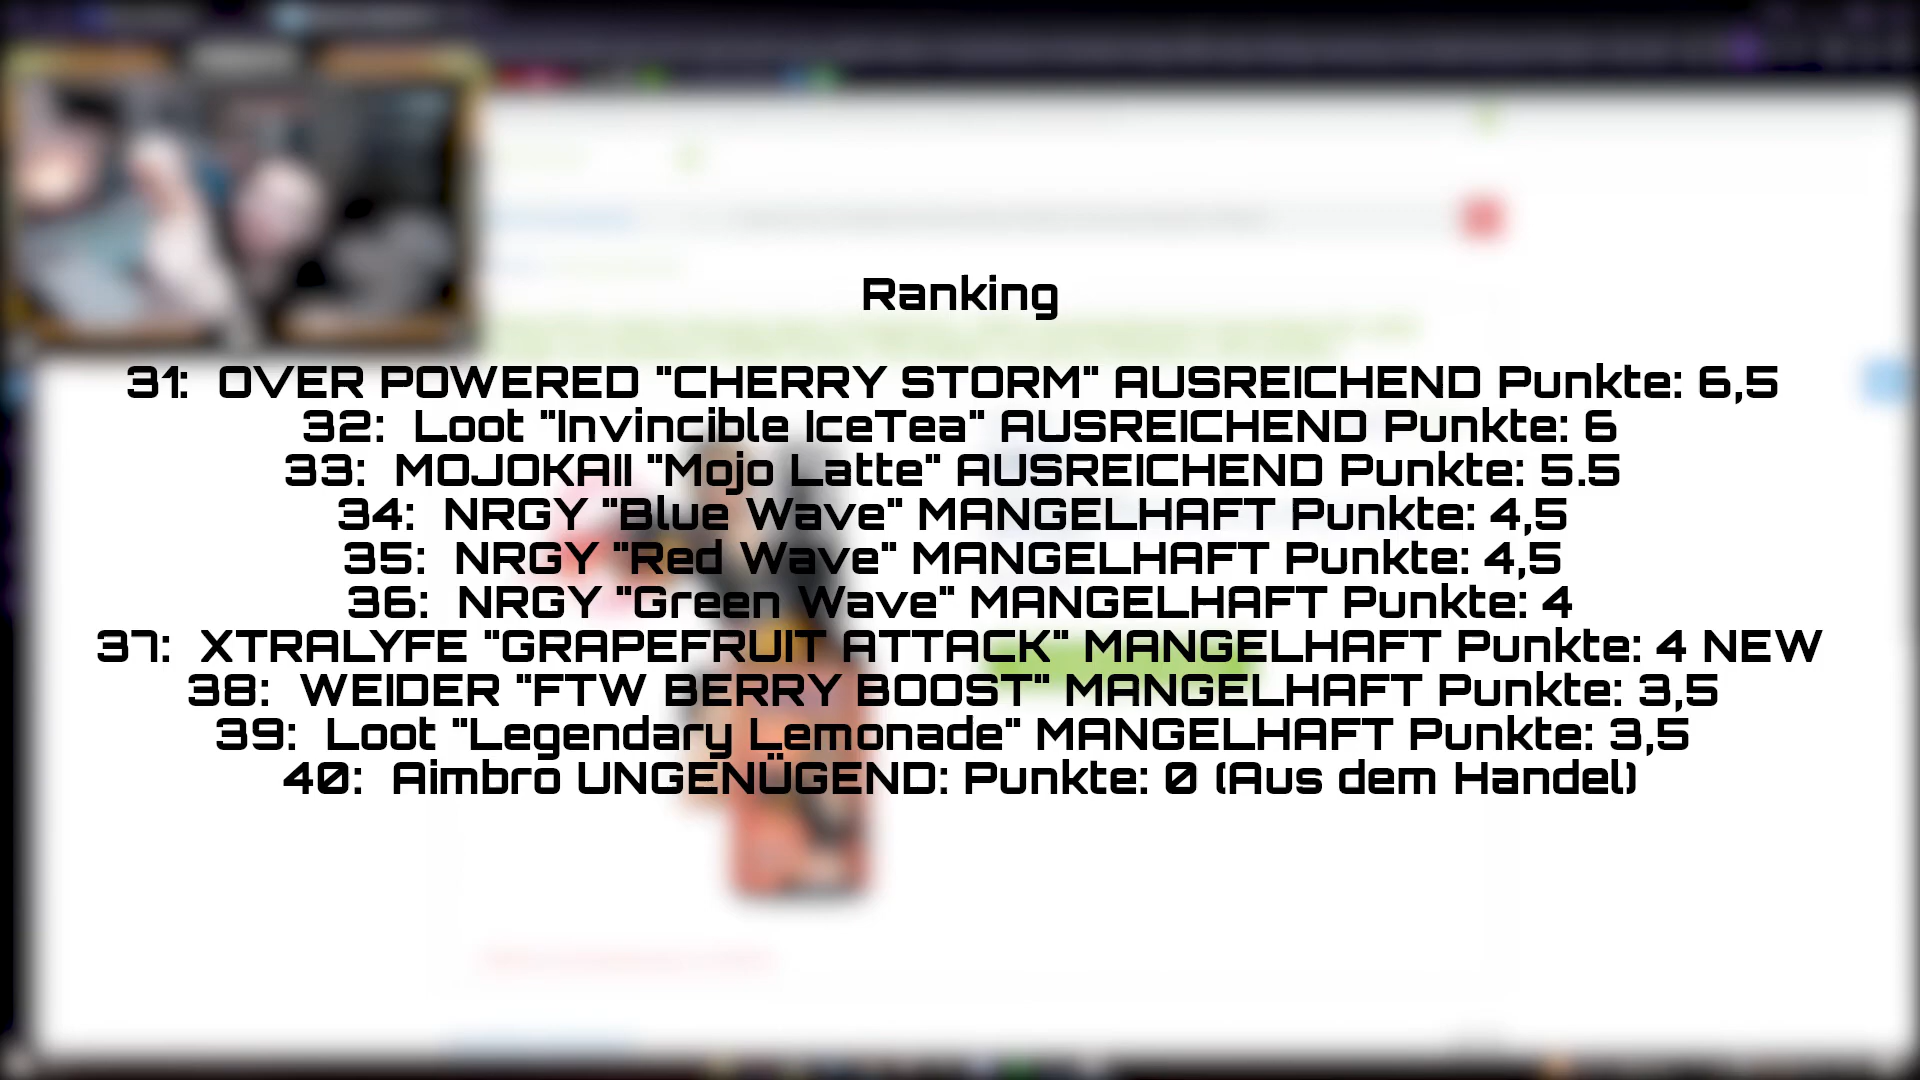 Ranking
31: OVER POWERED "CHERRY STORM" AUSREICHEND Punkte: 6,5
32: Loot "Invincible IceTea" AUSREICHEND Punkte: 6
33: MOJOKAII "Mojo Latte" AUSREICHEND Punkte: 5.5
34: NRGY "Blue Wave" MANGELHAFT Punkte: 4,5
35: NRGY "Red Wave" MANGELHAFT Punkte: 4,5
36: NRGY "Green Wave" MANGELHAFT Punkte: 4
37: XTRALYFE "GRAPEFRUIT ATTACK" MANGELHAFT Punkte: 4 NEW
38: WEIDER "FTW BERRY BOOST" MANGELHAFT Punkte: 3,5
39: Loot "Legendary Lemonade" MANGELHAFT Punkte: 3,5
40: Aimbro UNGENÜGEND: Punkte: 0 (Aus dem Handel)